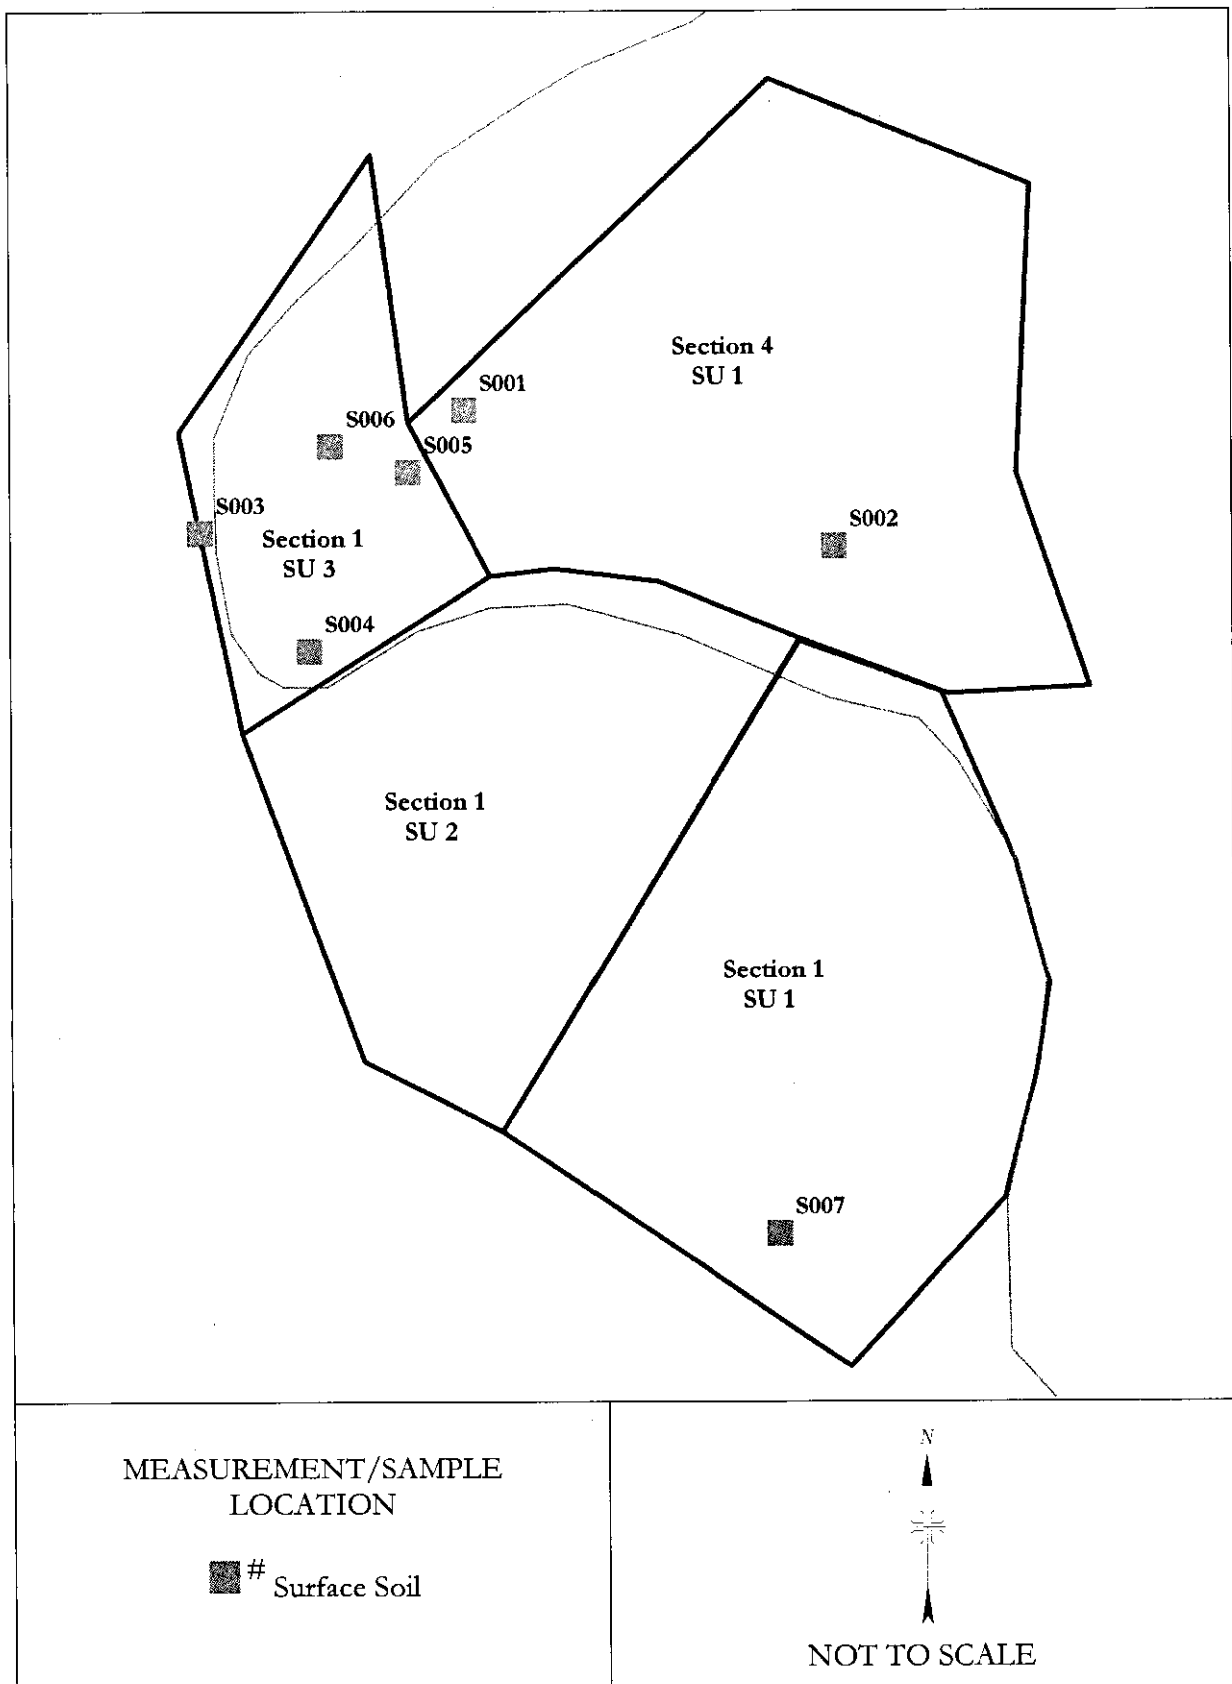 Section 4
SU 1
S001
S006
S005
S003
S002
Section 1
SU 3
S004
Section 1
SU 2
Section 1
SU 1
S007
MEASUREMENT/SAMPLE
LOCATION
# Surface Soil
N
NOT TO SCALE